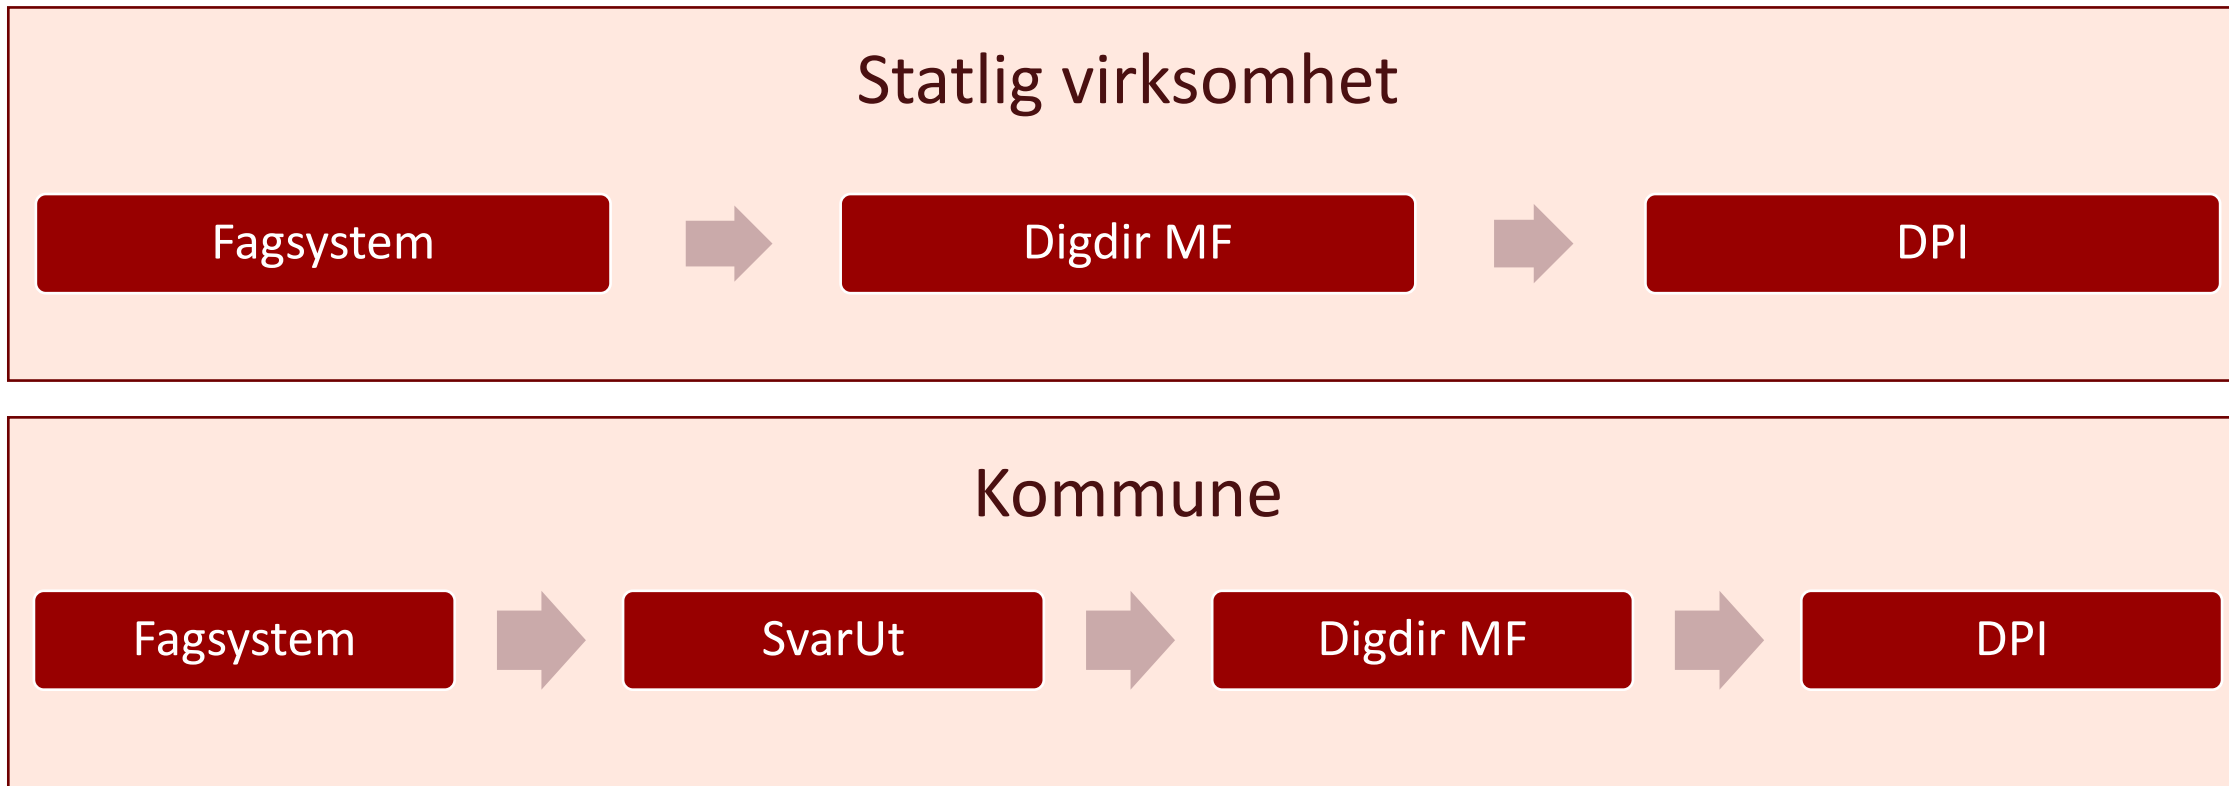 Statlig virksomhet
Fagsystem
Digdir MF
DPI
Kommune
Fagsystem
SvarUt
Digdir MF
DPI